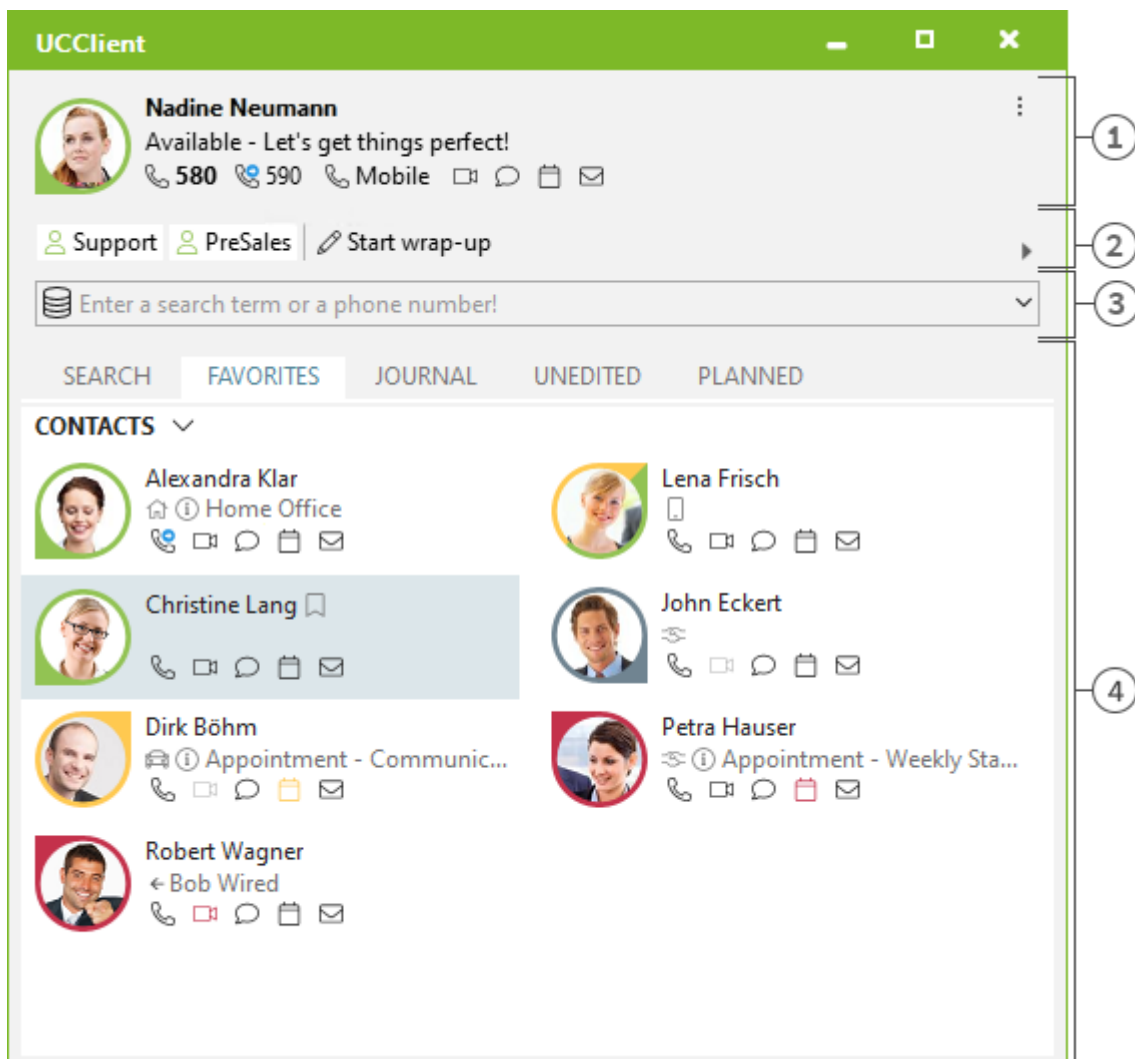 UCClient
Nadine Neumann
Available - Let's get things perfect!
580 590 Mobile
1
Support PreSales Start wrap-up
2
Enter a search term or a phone number!
3
SEARCH FAVORITES JOURNAL UNEDITED PLANNED
CONTACTS
Alexandra Klar
Home Office
Lena Frisch
Christine Lang
John Eckert
4
Dirk Böhm
Appointment - Communic...
Petra Hauser
Appointment - Weekly Sta...
Robert Wagner
Bob Wired